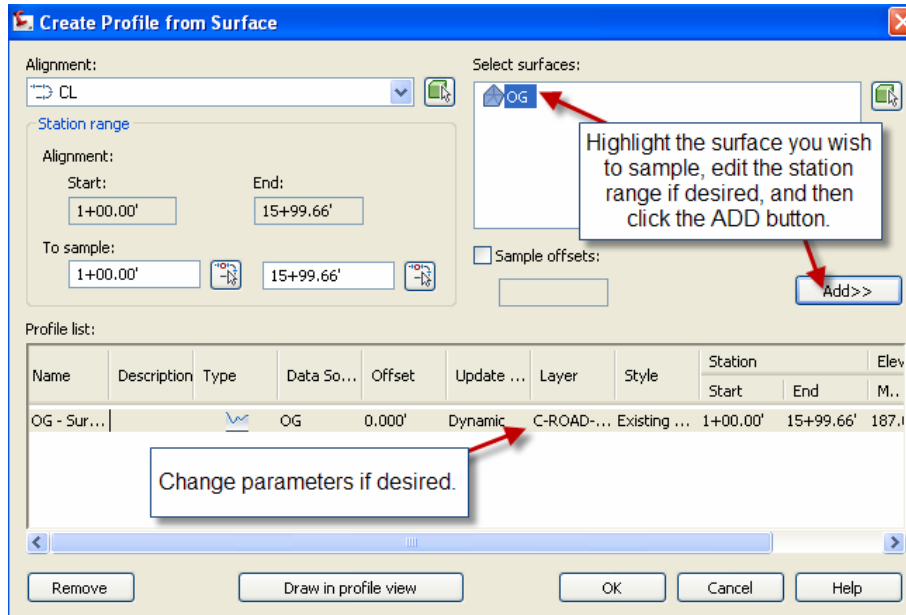 Create Profile from Surface
Alignment:
CL
Select surfaces:
OG
Station range
Alignment:
Start: End:
1+00.00' 15+99.66'
To sample:
1+00.00' 15+99.66'
Highlight the surface you wish
to sample, edit the station
range if desired, and then
click the ADD button.
Sample offsets:
Add>>
Profile list:
Name Description Type Data So... Offset Update ... Layer Style Station Elev
Start End M..
OG - Sur... OG 0.000' Dynamic C-ROAD-... Existing ... 1+00.00' 15+99.66' 187.
Change parameters if desired.
Remove Draw in profile view OK Cancel Help